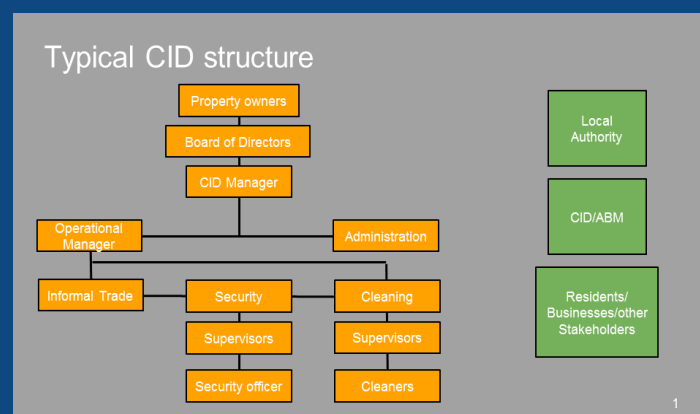 Typical CID structure
Property owners
Board of Directors
CID Manager
Operational
Manager
Administration
Informal Trade
Security
Cleaning
Supervisors
Supervisors
Security officer
Cleaners
Local
Authority
CID/ABM
Residents/
Businesses/other
Stakeholders
1